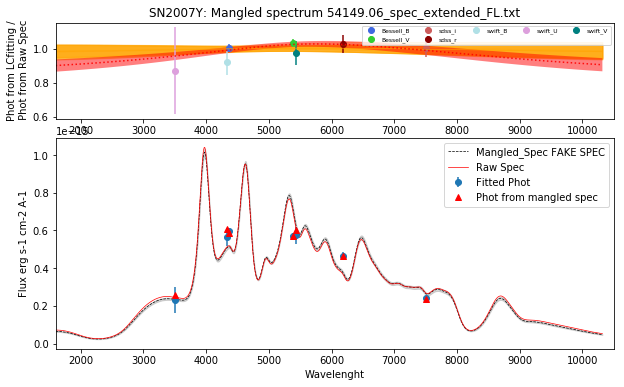 SN2007Y: Mangled spectrum 54149.06_spec_extended_FL.txt
Phot from LCfitting /
Phot from Raw Spec
1.0
0.8
0.6
Bessell_B
Bessell_V
sdss_i
sdss_r
swift_B
swift_U
swift_V
2000 3000 4000 5000 6000 7000 8000 9000 10000
Flux erg s-1 cm-2 A-1
1.0
0.8
0.6
0.4
0.2
0.0
Mangled_Spec FAKE SPEC
Raw Spec
Fitted Phot
Phot from mangled spec
2000 3000 4000 5000 6000 7000 8000 9000 10000
Wavelenght